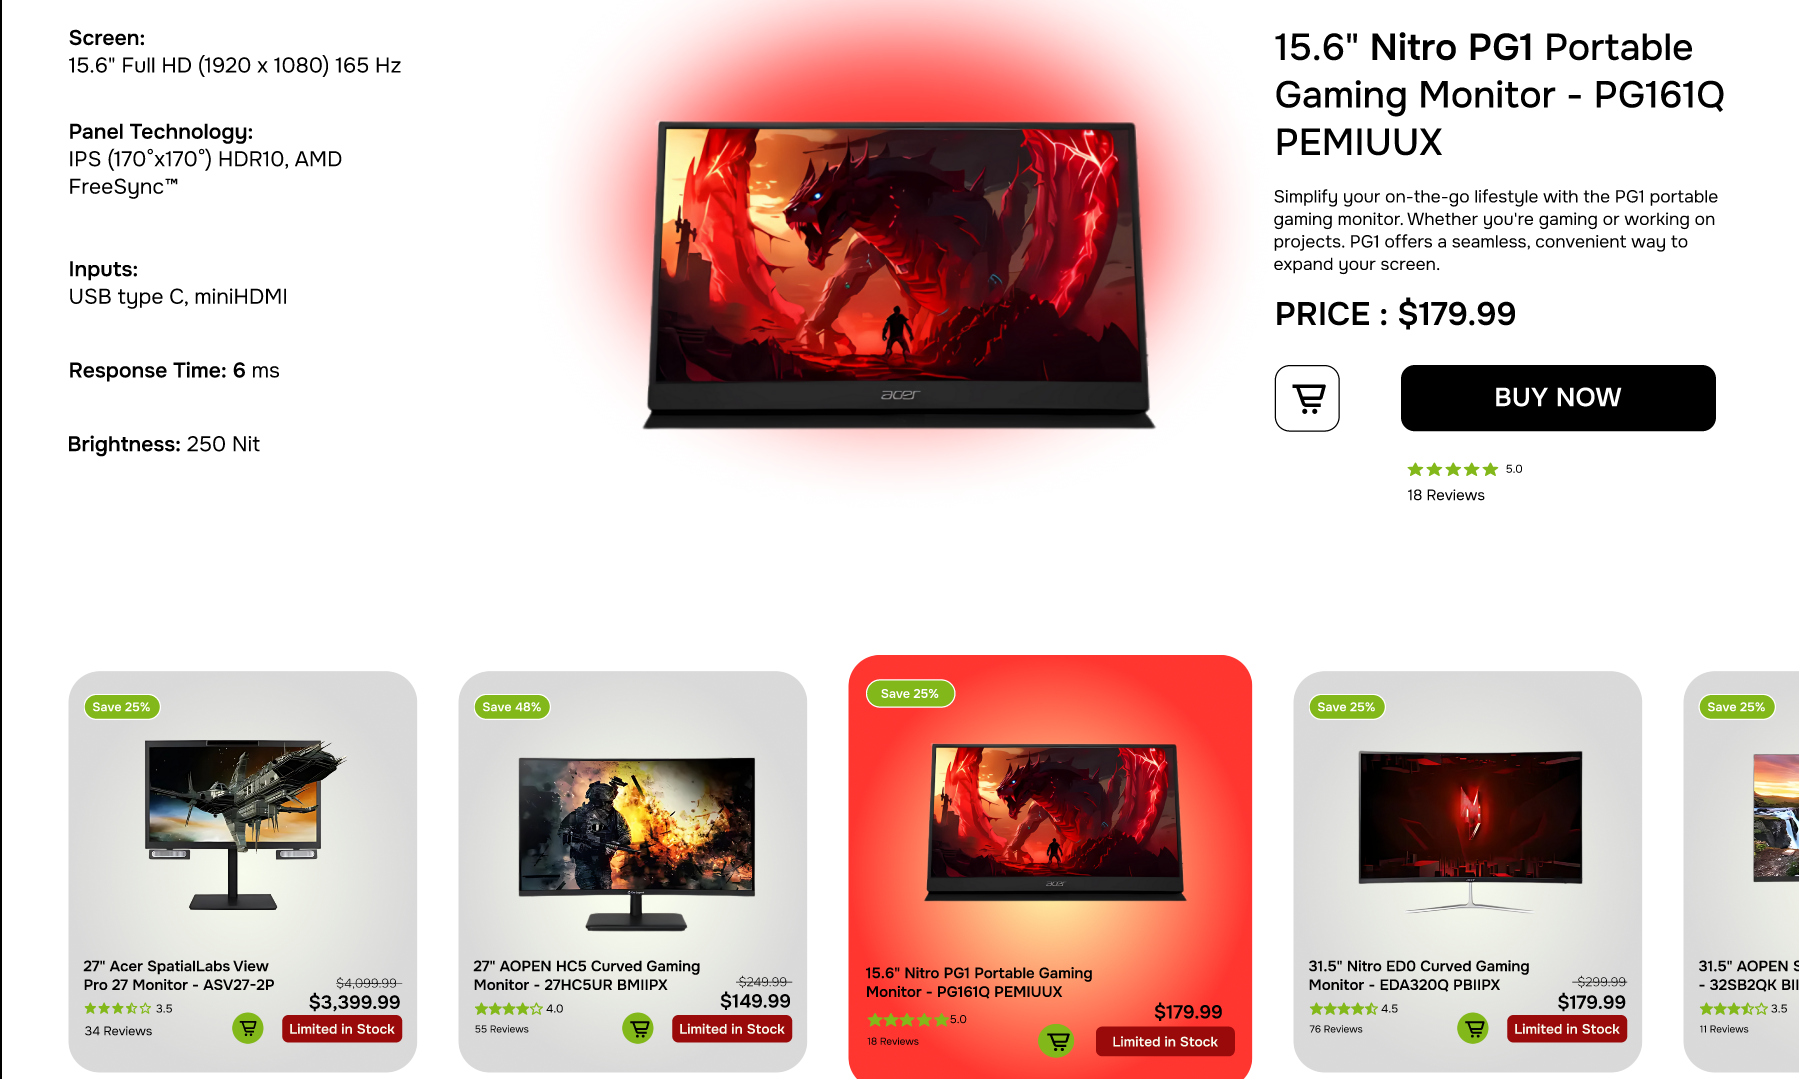 Screen:
15.6" Full HD (1920 x 1080) 165 Hz
Panel Technology:
IPS (170°x170°) HDR10, AMD
FreeSync™
Inputs:
USB type C, miniHDMI
Response Time: 6 ms
Brightness: 250 Nit
acer
15.6" Nitro PG1 Portable
Gaming Monitor - PG161Q
PEMIUUX
Simplify your on-the-go lifestyle with the PG1 portable
gaming monitor. Whether you're gaming or working on
projects. PG1 offers a seamless, convenient way to
expand your screen.
PRICE : $179.99
BUY NOW
5.0
18 Reviews
Save 25%
27" Acer SpatialLabs View
Pro 27 Monitor - ASV27-2P
$4,099.99
$3,399.99
3.5
34 Reviews
Limited in Stock
Save 48%
27" AOPEN HC5 Curved Gaming
Monitor - 27HC5UR BMIIPX
$249.99
$149.99
4.0
55 Reviews
Limited in Stock
Save 25%
acer
15.6" Nitro PG1 Portable Gaming
Monitor - PG161Q PEMIUUX
$179.99
5.0
18 Reviews
Limited in Stock
Save 25%
31.5" Nitro ED0 Curved Gaming
Monitor - EDA320Q PBIIPX
$299.99
$179.99
4.5
76 Reviews
Limited in Stock
Save 25%
31.5" AOPEN
- 32SB2QK
3.5
11 Reviews